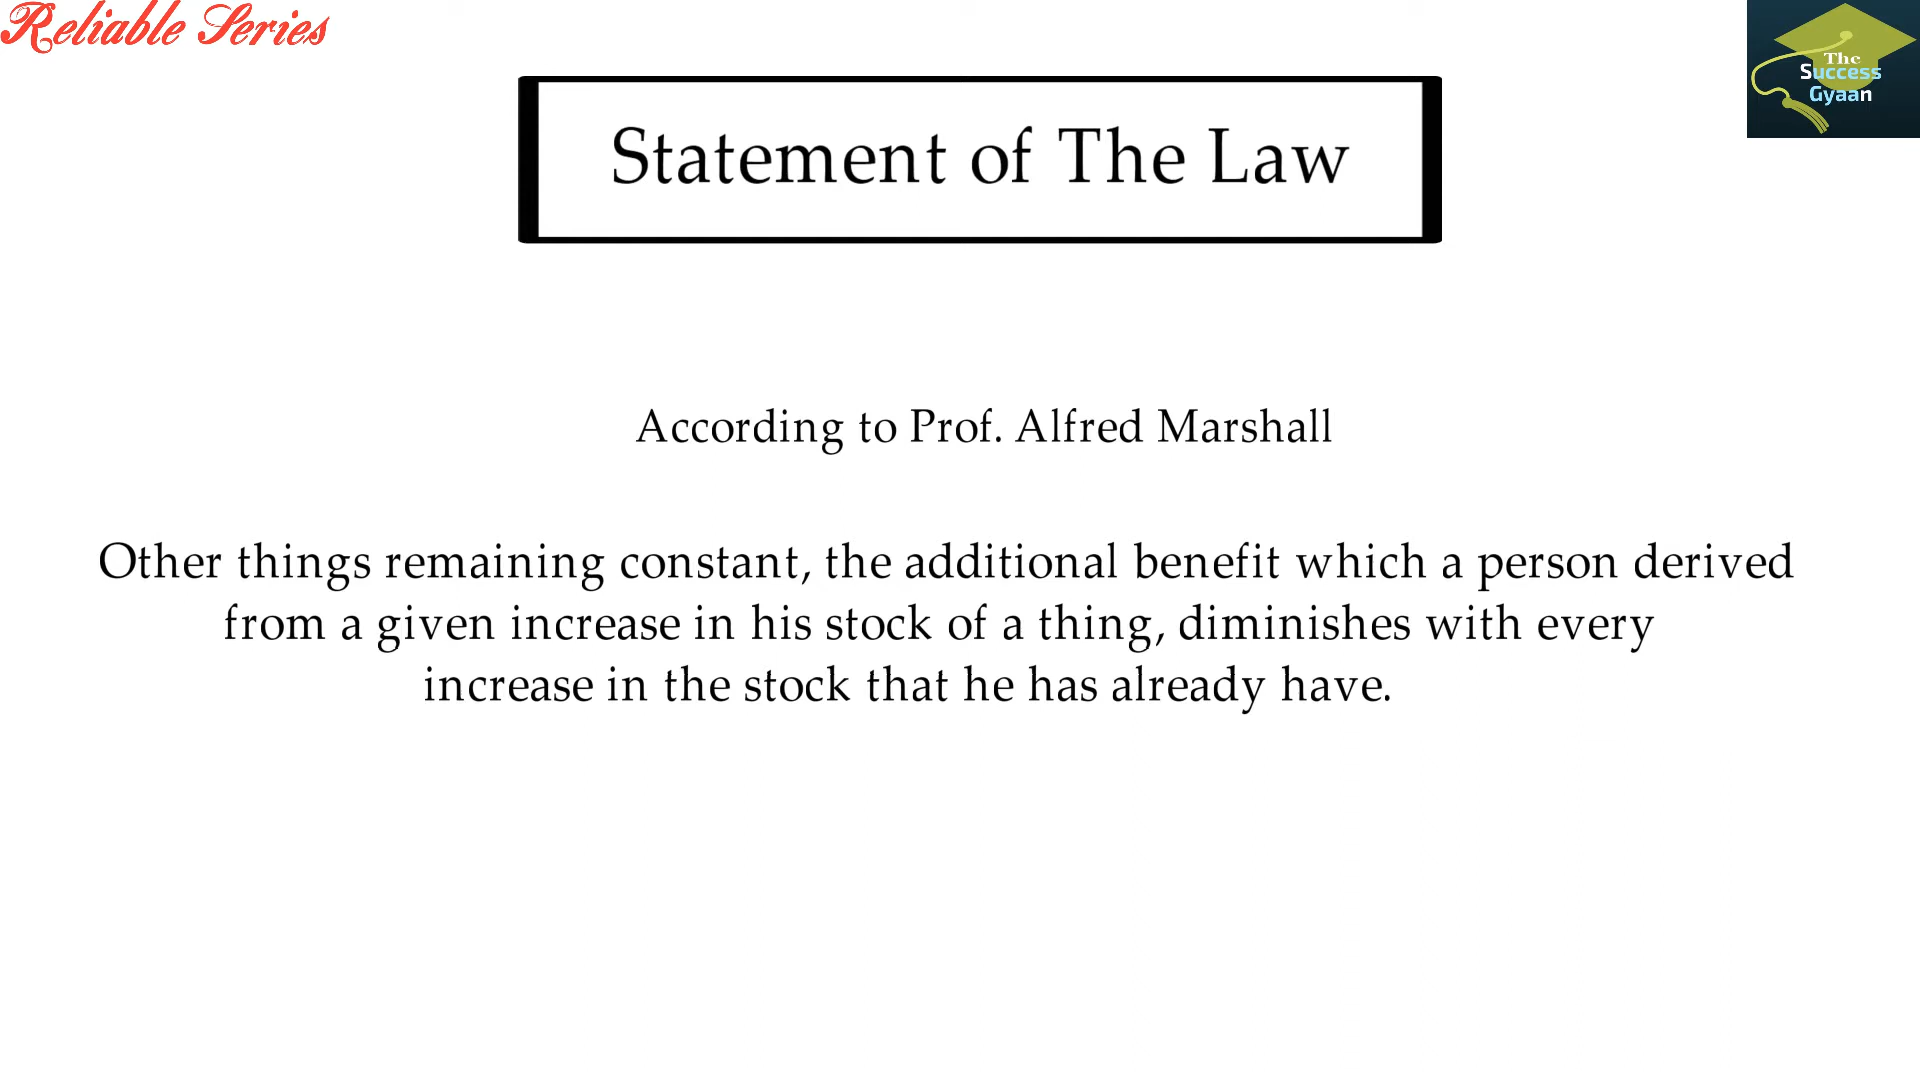 Reliable Series
The
Success
Gyaan
Statement of The Law
According to Prof. Alfred Marshall
Other things remaining constant, the additional benefit which a person derived
from a given increase in his stock of a thing, diminishes with every
increase in the stock that he has already have.